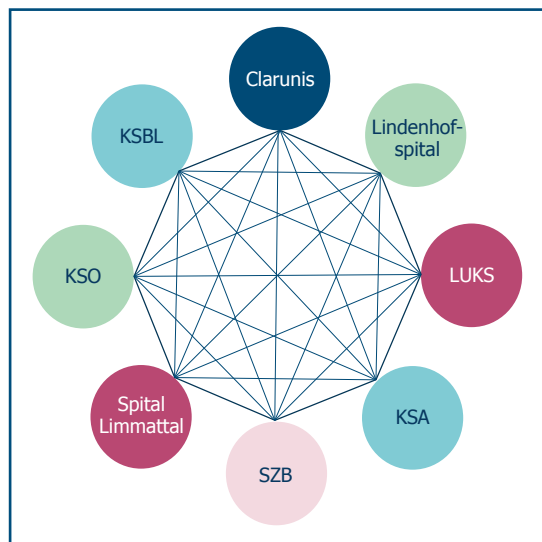 Clarunis
Lindenhof-
spital
LUKS
KSA
SZB
Spital
Limmattal
KSO
KSBL